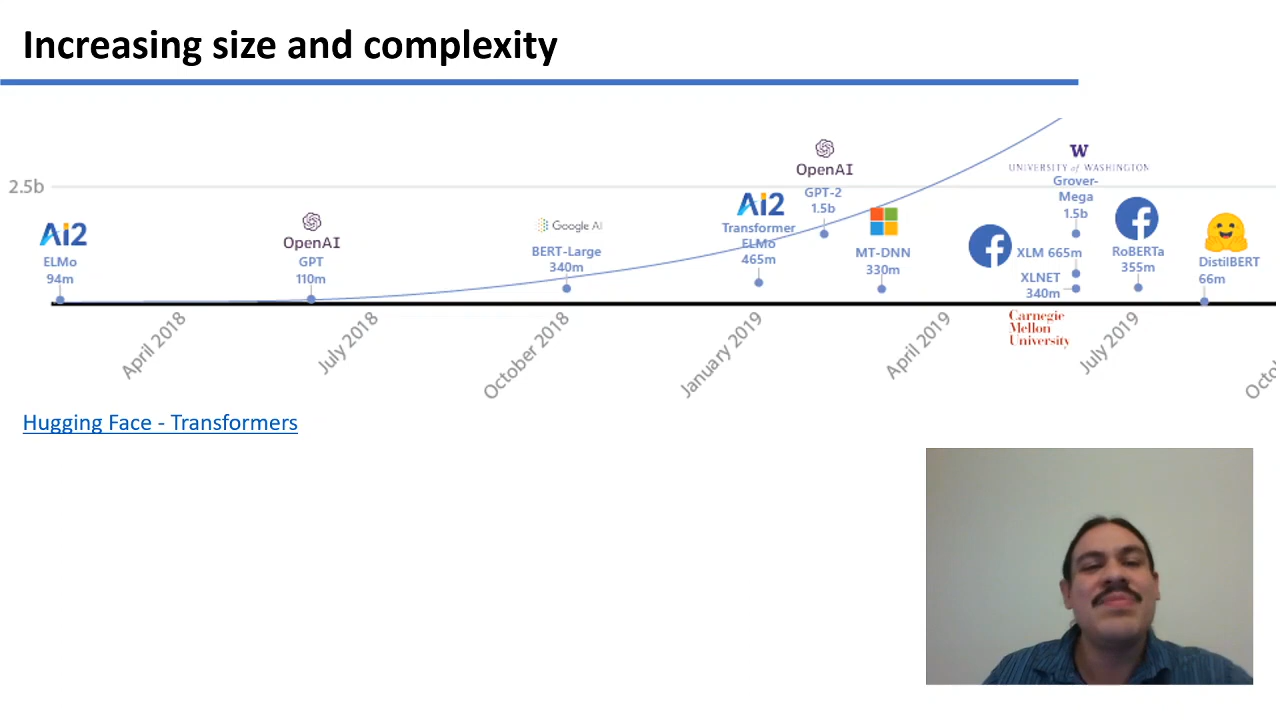 Increasing size and complexity
2.5b
Ai2
ELMo
94m
OpenAI
GPT
110m
Google AI
BERT-Large
340m
Ai2
Transformer
ELMo
465m
OpenAI
GPT-2
1.5b
MT-DNN
330m
W
UNIVERSITY of WASHINGTON
Grover-
Mega
1.5b
f
XLM 665m
XLNET
340m
Carnegie
Mellon
University
f
RoBERTa
355m
DistilBERT
66m
April 2018
July 2018
October 2018
January 2019
April 2019
July 2019
Octo
Hugging Face - Transformers